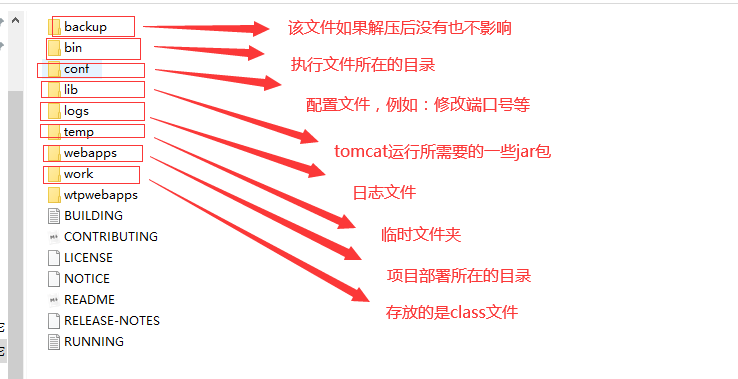 backup
该文件如果解压后没有也不影响
bin
执行文件所在的目录
conf
配置文件，例如：修改端口号等
lib
tomcat运行所需要的一些jar包
logs
日志文件
temp
临时文件夹
webapps
项目部署所在的目录
work
存放的是class文件
wtpwebapps
BUILDING
CONTRIBUTING
LICENSE
NOTICE
README
RELEASE-NOTES
RUNNING